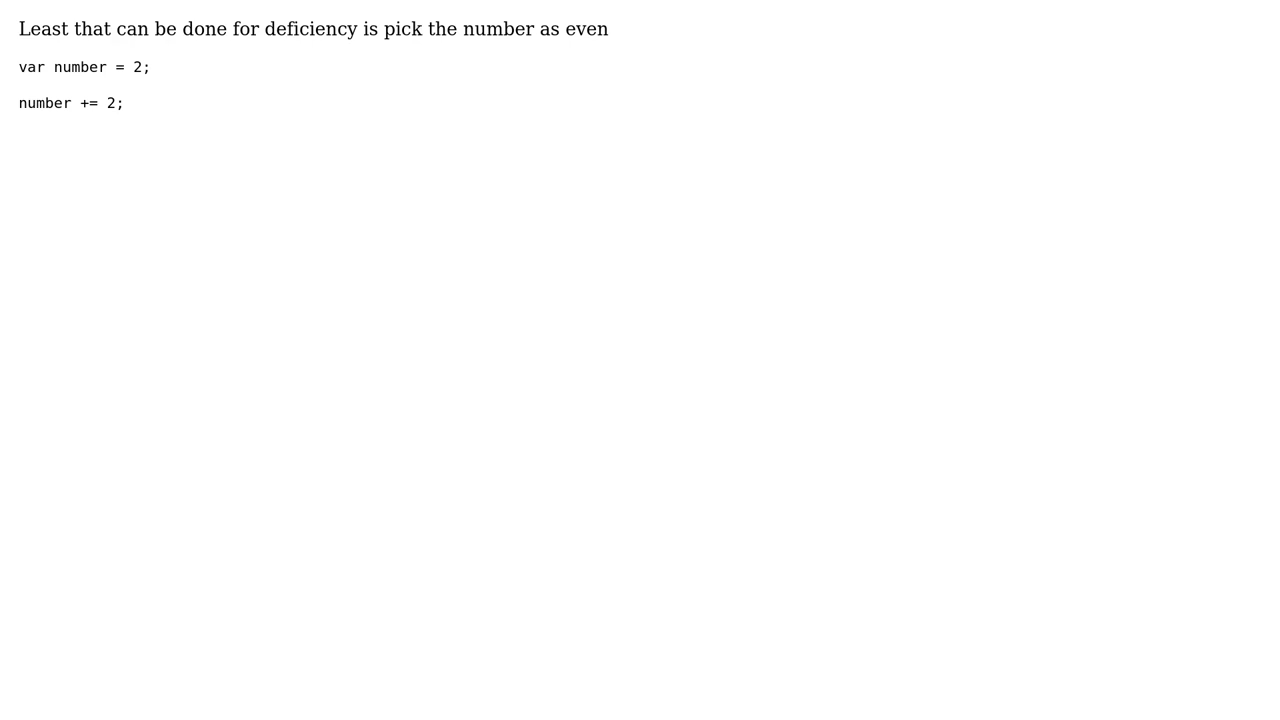 Least that can be done for deficiency is pick the number as even
var number = 2;
number += 2;